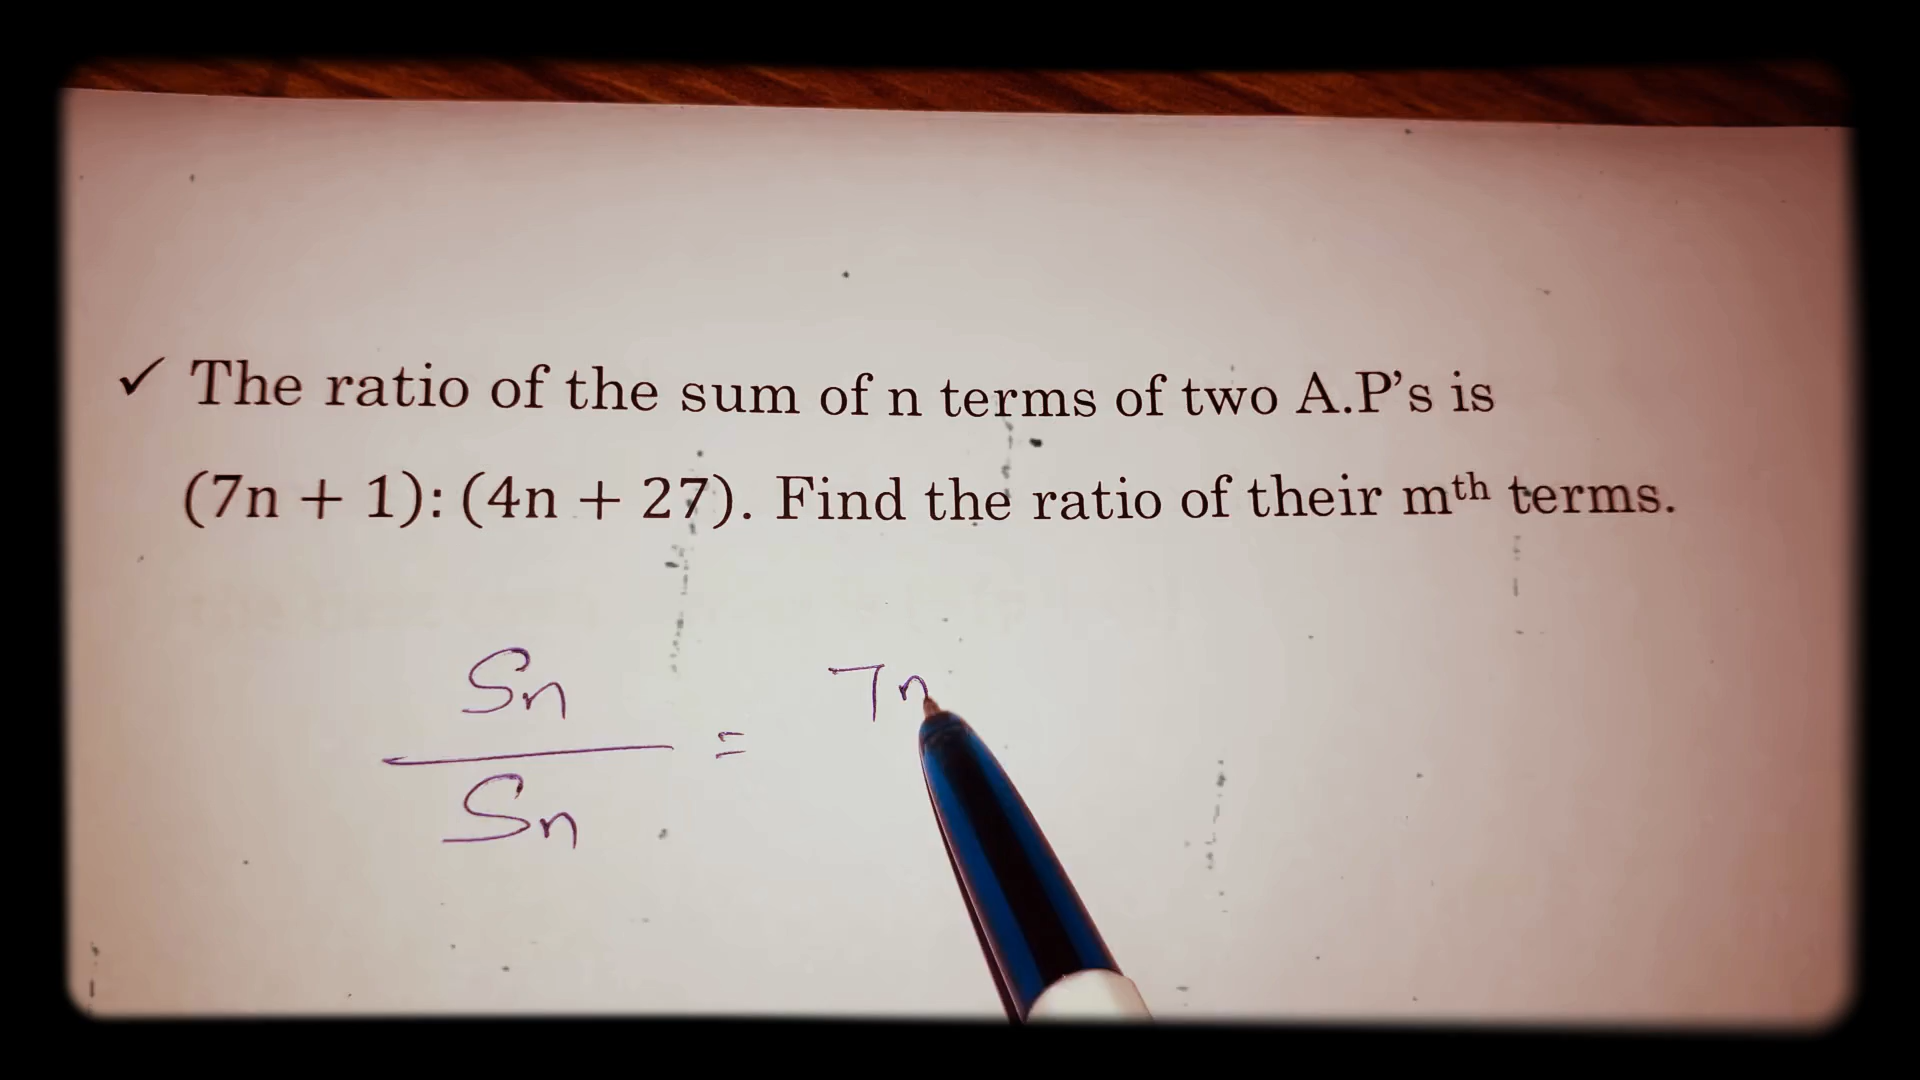 ✓ The ratio of the sum of n terms of two A.P's is
(7n + 1): (4n + 27). Find the ratio of their mᵗʰ terms.
Sn
Sn
= 7n